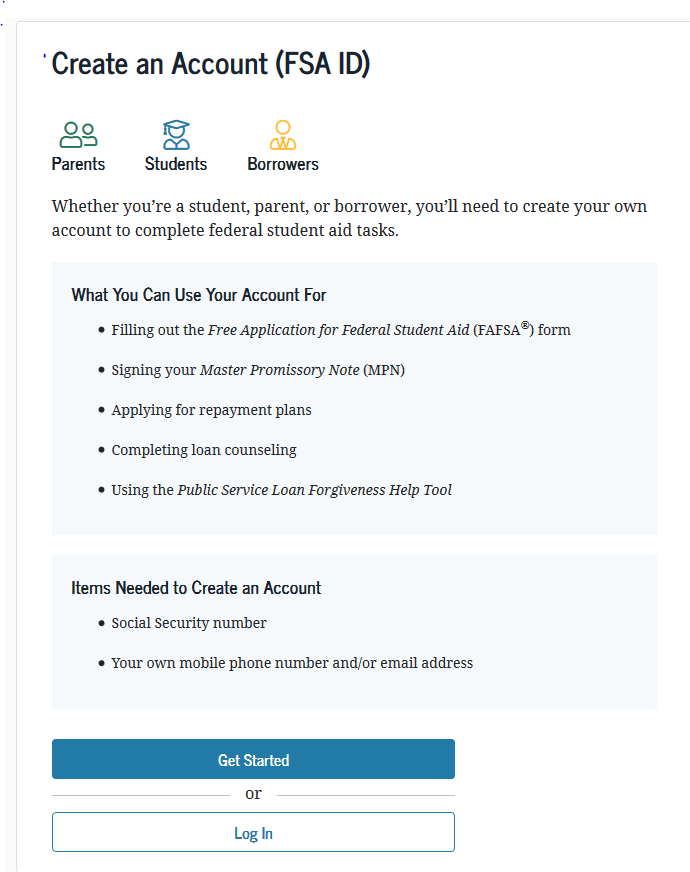 Create an Account (FSA ID)
Parents
Students
Borrowers
Whether you’re a student, parent, or borrower, you’ll need to create your own
account to complete federal student aid tasks.
What You Can Use Your Account For
• Filling out the Free Application for Federal Student Aid (FAFSA®) form
• Signing your Master Promissory Note (MPN)
• Applying for repayment plans
• Completing loan counseling
• Using the Public Service Loan Forgiveness Help Tool
Items Needed to Create an Account
• Social Security number
• Your own mobile phone number and/or email address
Get Started
or
Log In